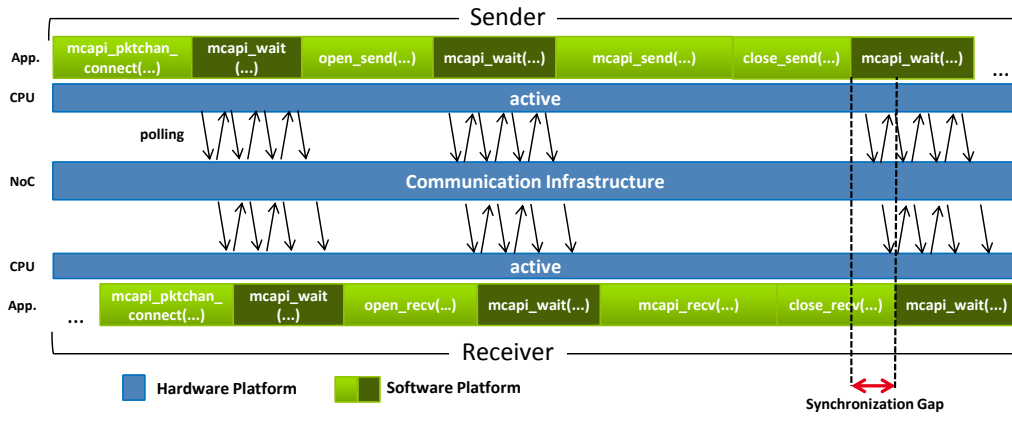 Sender
App.
mcapi_pktchan_
connect(...)
mcapi_wait
(...)
open_send(...)
mcapi_wait(...)
mcapi_send(...)
close_send(...)
mcapi_wait(...)
...
CPU
active
polling
NoC
Communication Infrastructure
CPU
active
App.
...
mcapi_pktchan_
connect(...)
mcapi_wait
(...)
open_recv(...)
mcapi_wait(...)
mcapi_recv(...)
close_recv(...)
mcapi_wait(...)
Receiver
Hardware Platform
Software Platform
Synchronization Gap